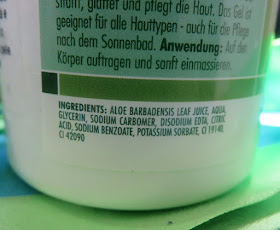 glättet und pflegt die Haut. Das Gel ist
geeignet für alle Hauttypen - auch für die Pflege
nach dem Sonnenbad. Anwendung: Auf den
Körper auftragen und sanft einmassieren.
INGREDIENTS: ALOE BARBADENSIS LEAF JUICE, AQUA,
GLYCERIN, SODIUM CARBOMER, DISODIUM EDTA, CITRIC
ACID, SODIUM BENZOATE, POTASSIUM SORBATE, CI 19140,
CI 42090